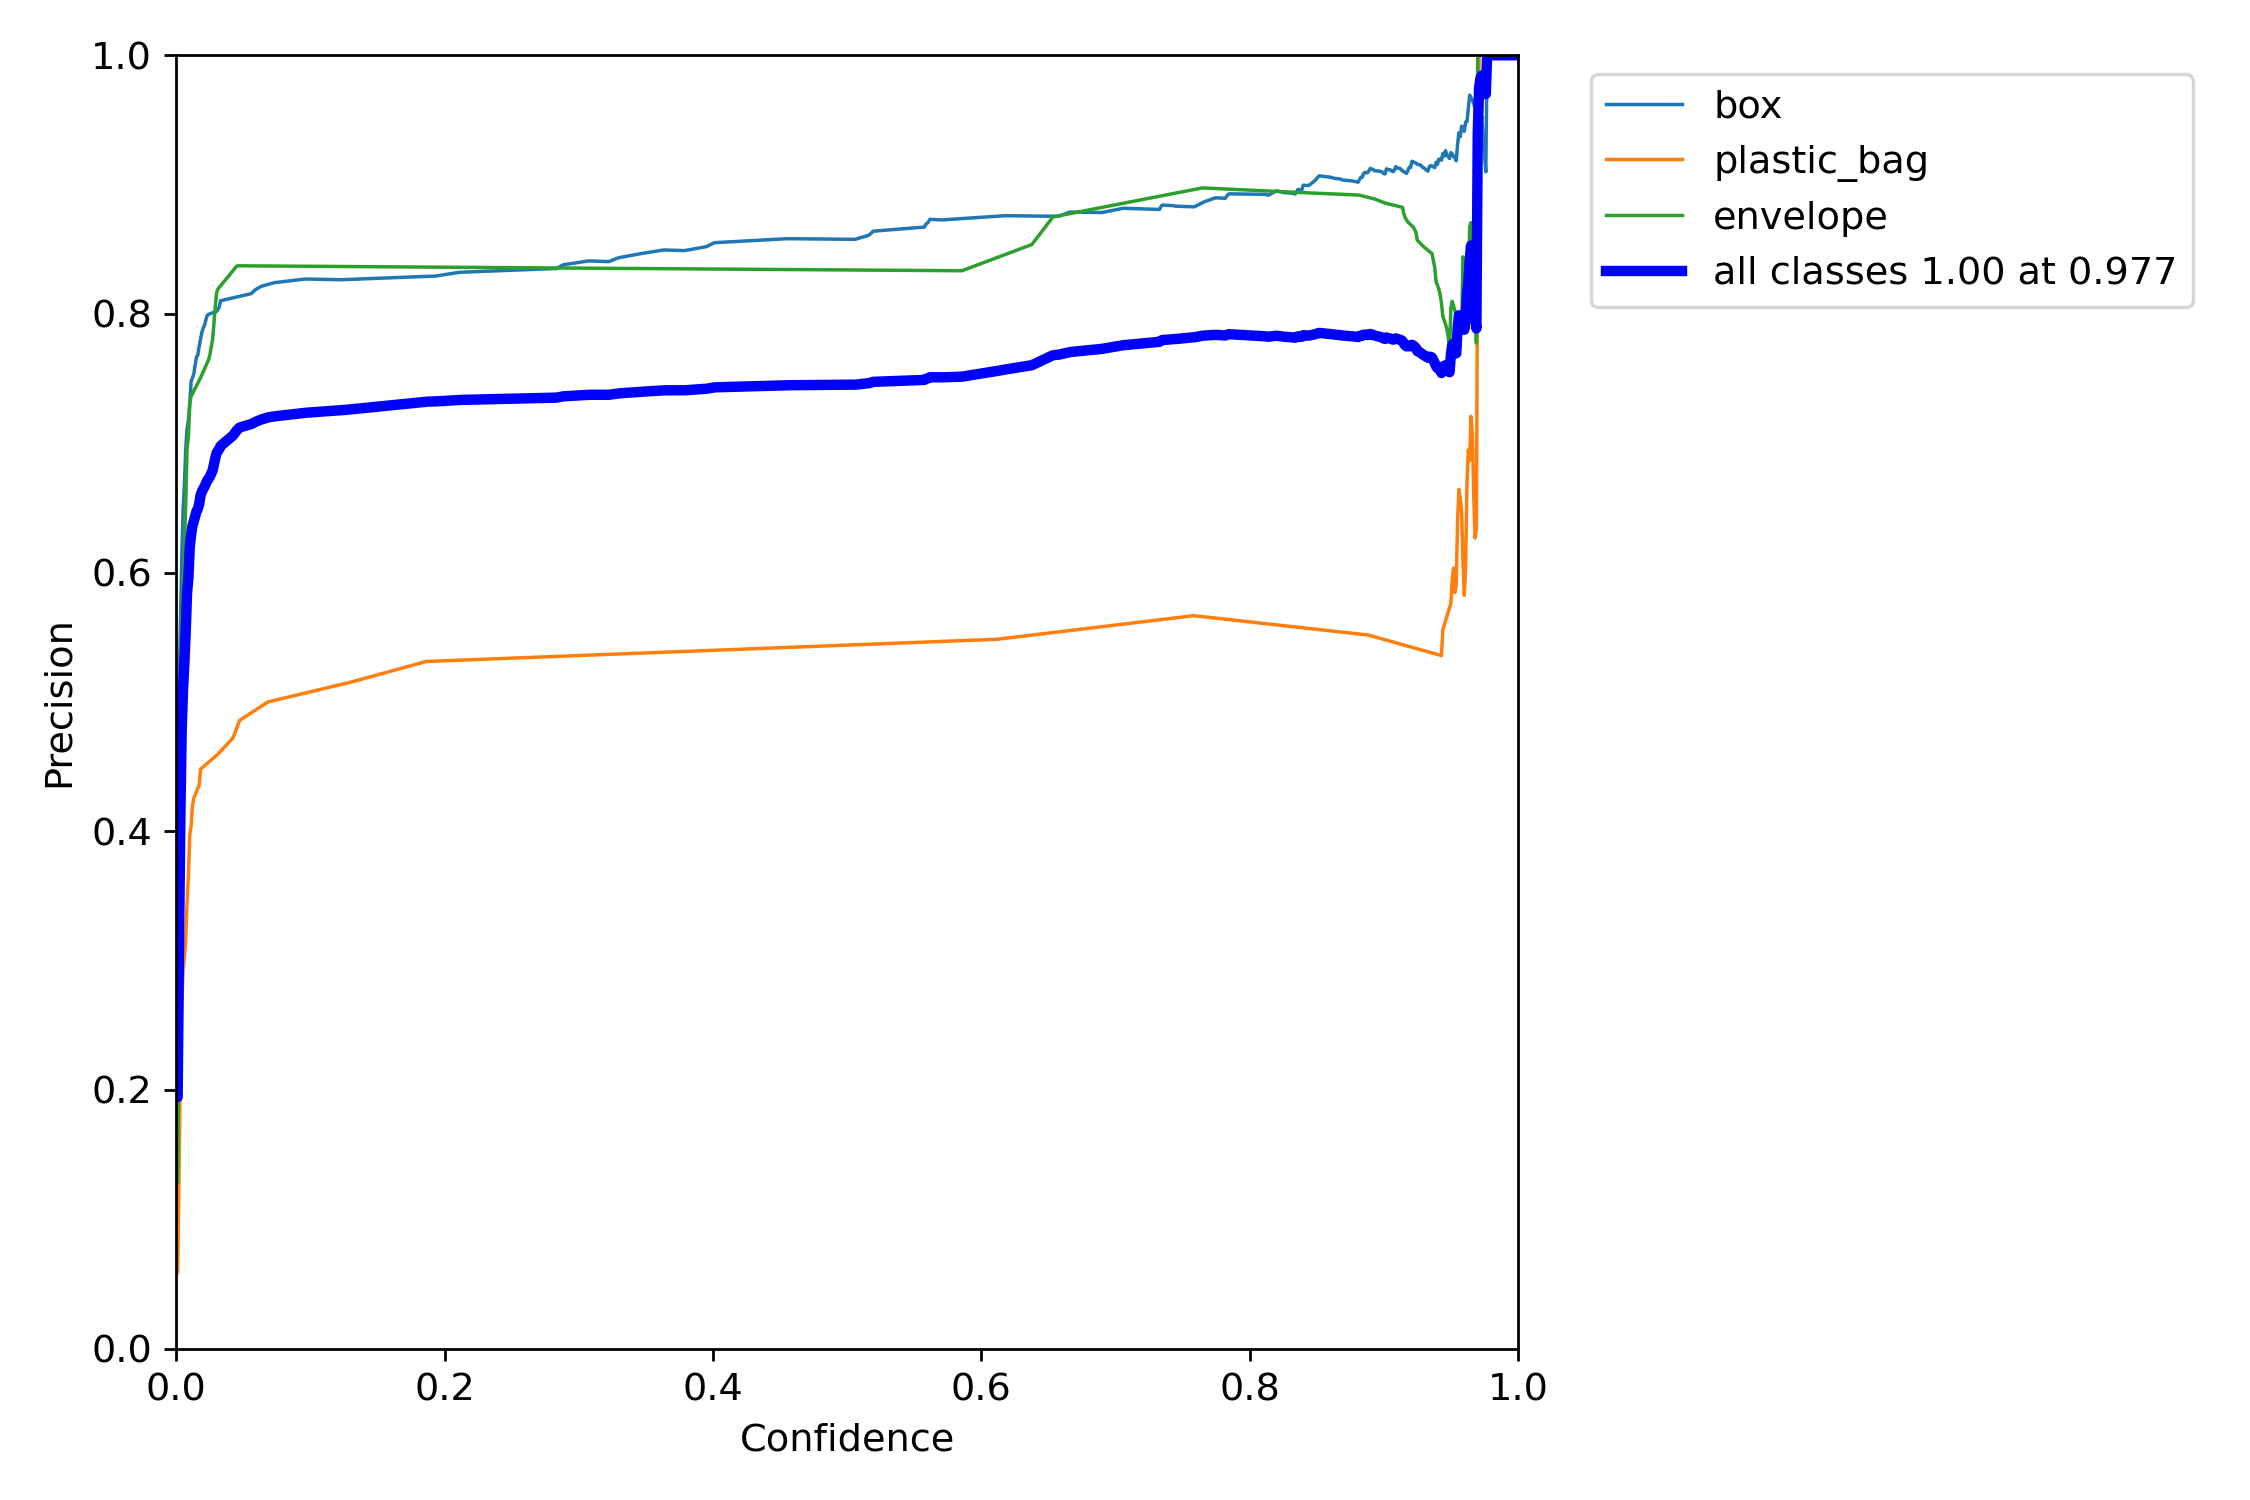 1.0
0.8
0.6
0.4
0.2
0.0
Precision
0.0 0.2 0.4 0.6 0.8 1.0
Confidence
box
plastic_bag
envelope
all classes 1.00 at 0.977